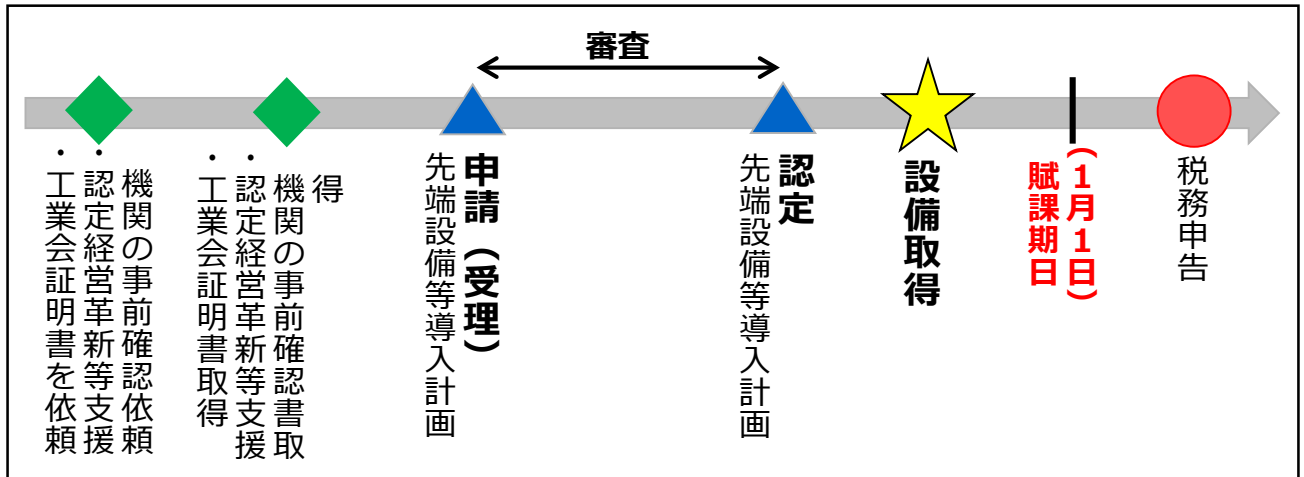 審査
・認定経営革新等支援
機関の事前確認依頼
・工業会証明書を依頼
・認定経営革新等支援
機関の事前確認書取
得
・工業会証明書取得
先端設備等導入計画
申請（受理）
先端設備等導入計画
認定
設備取得
賦課期日
（1月1日）
税務申告